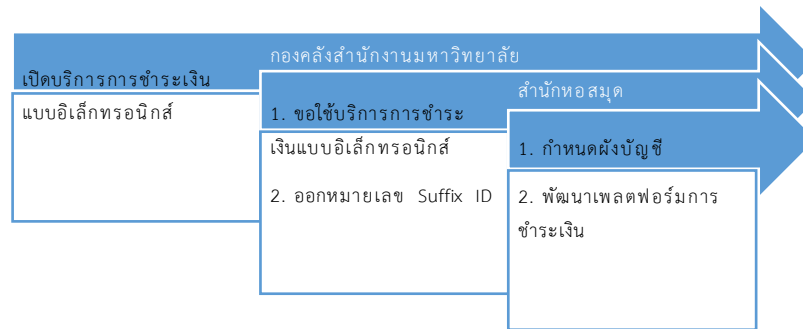 เปิดบริการการชำระเงิน
แบบอิเล็กทรอนิกส์
กองคลังสำนักงานมหาวิทยาลัย
1. ขอใช้บริการการชำระ
เงินแบบอิเล็กทรอนิกส์
2. ออกหมายเลข Suffix ID
สำนักหอสมุด
1. กำหนดผังบัญชี
2. พัฒนาเพลตฟอร์มการ
ชำระเงิน